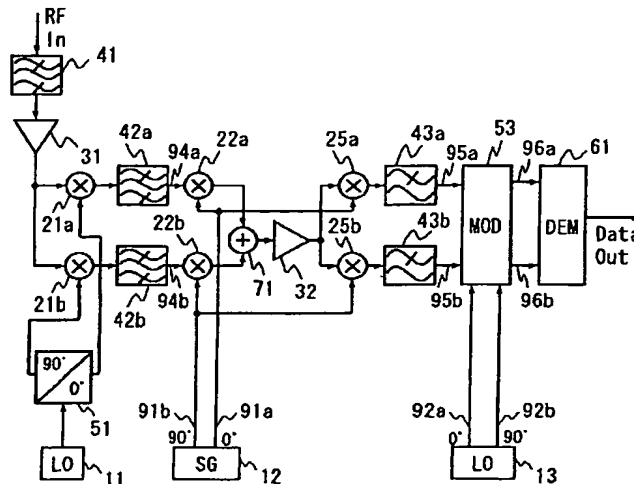 RF
In
41
31
42a
94a
22a
25a
43a
95a
53
96a
61
21a
22b
25b
43b
MOD
DEM
Data
Out
21b
42b
94b
71
32
95b
96b
90°
0°
51
91b
91a
90°
0°
92a
92b
0°
90°
LO
11
SG
12
LO
13